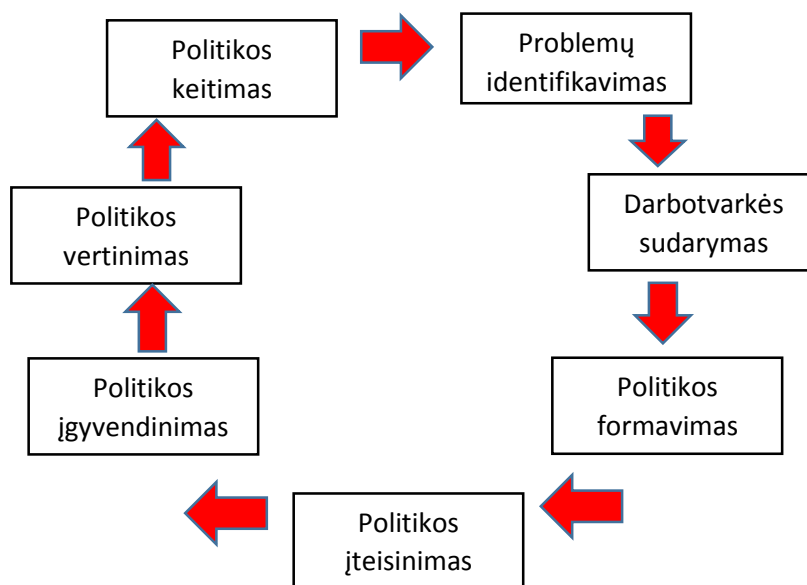 Politikos
keitimas
Problemų
identifikavimas
Darbotvarkės
sudarymas
Politikos
formavimas
Politikos
įteisinimas
Politikos
įgyvendinimas
Politikos
vertinimas